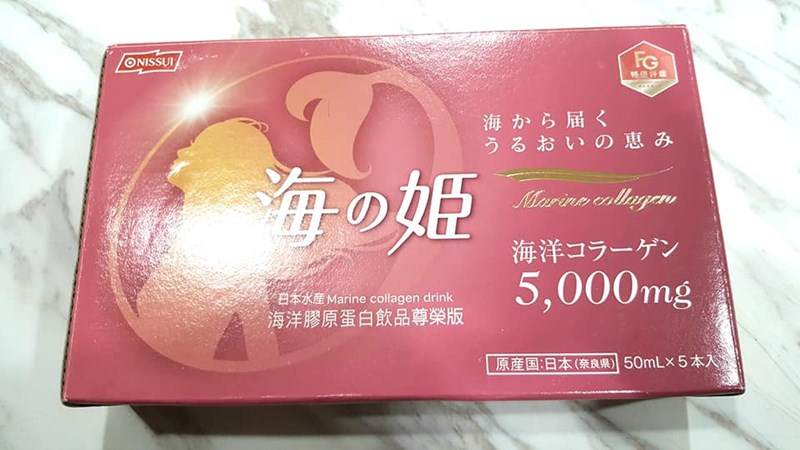 NISSUI
FG
海から届く
うるおいの恵み
Marine collagen
海の姫
海洋コラーゲン
5,000mg
日本水産 Marine collagen drink
海洋膠原蛋白飲品尊榮版
原産国:日本(奈良県) 50mL×5本入